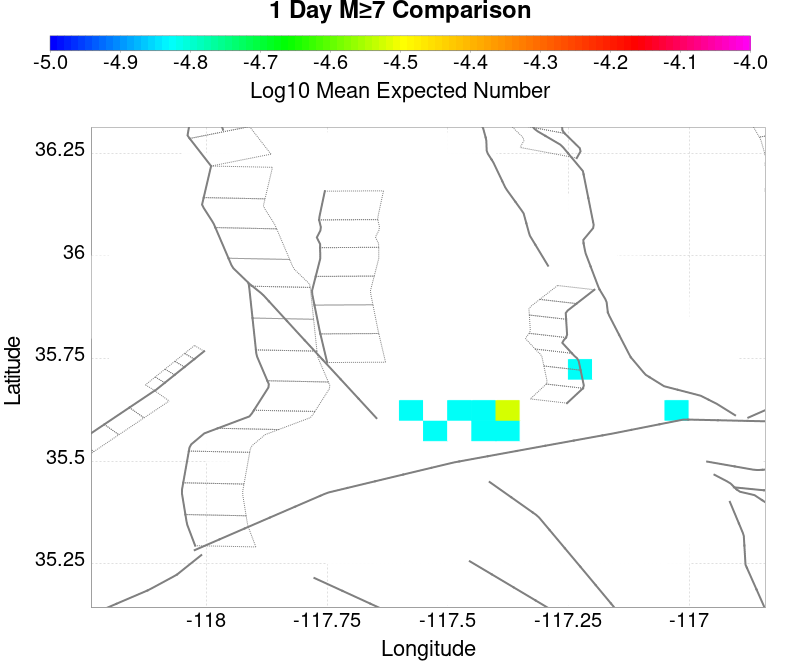 1 Day M≥7 Comparison
-5.0 -4.9 -4.8 -4.7 -4.6 -4.5 -4.4 -4.3 -4.2 -4.1 -4.0
Log10 Mean Expected Number
36.25
36
35.75
35.5
35.25
Latitude
-118 -117.75 -117.5 -117.25 -117
Longitude